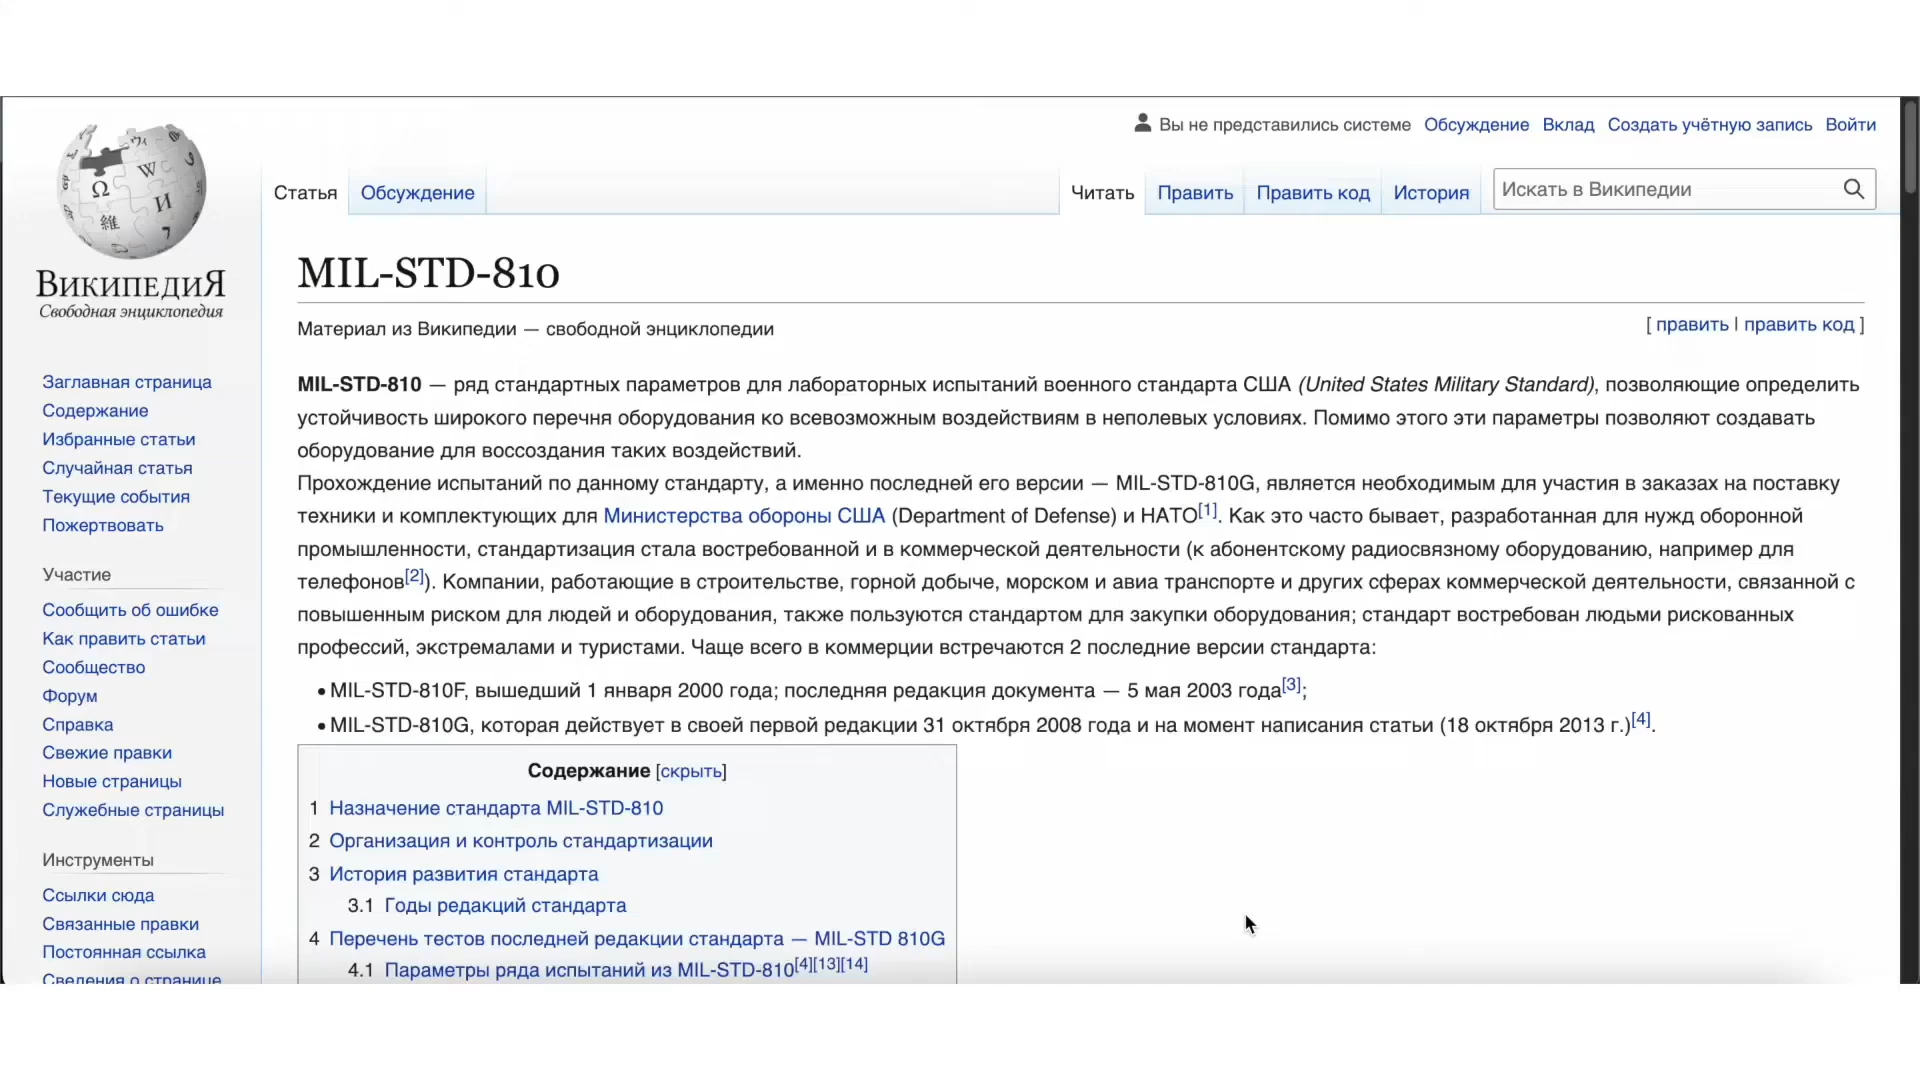 Вы не представились системе Обсуждение Вклад Создать учётную запись Войти
Статья Обсуждение Читать Править Править код История Искать в Википедии
ВикипедиЯ
Свободная энциклопедия
Заглавная страница
Содержание
Избранные статьи
Случайная статья
Текущие события
Пожертвовать
Участие
Сообщить об ошибке
Как править статьи
Сообщество
Форум
Справка
Свежие правки
Новые страницы
Служебные страницы
Инструменты
Ссылки сюда
Связанные правки
Постоянная ссылка
Сведения о странице
MIL-STD-810
Материал из Википедии — свободной энциклопедии
[ править | править код ]
MIL-STD-810 — ряд стандартных параметров для лабораторных испытаний военного стандарта США (United States Military Standard), позволяющие определить
устойчивость широкого перечня оборудования ко всевозможным воздействиям в неполевых условиях. Помимо этого эти параметры позволяют создавать
оборудование для воссоздания таких воздействий.
Прохождение испытаний по данному стандарту, а именно последней его версии — MIL-STD-810G, является необходимым для участия в заказах на поставку
техники и комплектующих для Министерства обороны США (Department of Defense) и НАТО[1]. Как это часто бывает, разработанная для нужд оборонной
промышленности, стандартизация стала востребованной и в коммерческой деятельности (к абонентскому радиосвязному оборудованию, например для
телефонов[2]). Компании, работающие в строительстве, горной добыче, морском и авиа транспорте и других сферах коммерческой деятельности, связанной с
повышенным риском для людей и оборудования, также пользуются стандартом для закупки оборудования; стандарт востребован людьми рискованных
профессий, экстремалами и туристами. Чаще всего в коммерции встречаются 2 последние версии стандарта:
• MIL-STD-810F, вышедший 1 января 2000 года; последняя редакция документа — 5 мая 2003 года[3];
• MIL-STD-810G, которая действует в своей первой редакции 31 октября 2008 года и на момент написания статьи (18 октября 2013 г.)[4].
Содержание [скрыть]
1 Назначение стандарта MIL-STD-810
2 Организация и контроль стандартизации
3 История развития стандарта
3.1 Годы редакций стандарта
4 Перечень тестов последней редакции стандарта — MIL-STD 810G
4.1 Параметры ряда испытаний из MIL-STD-810[4][13][14]